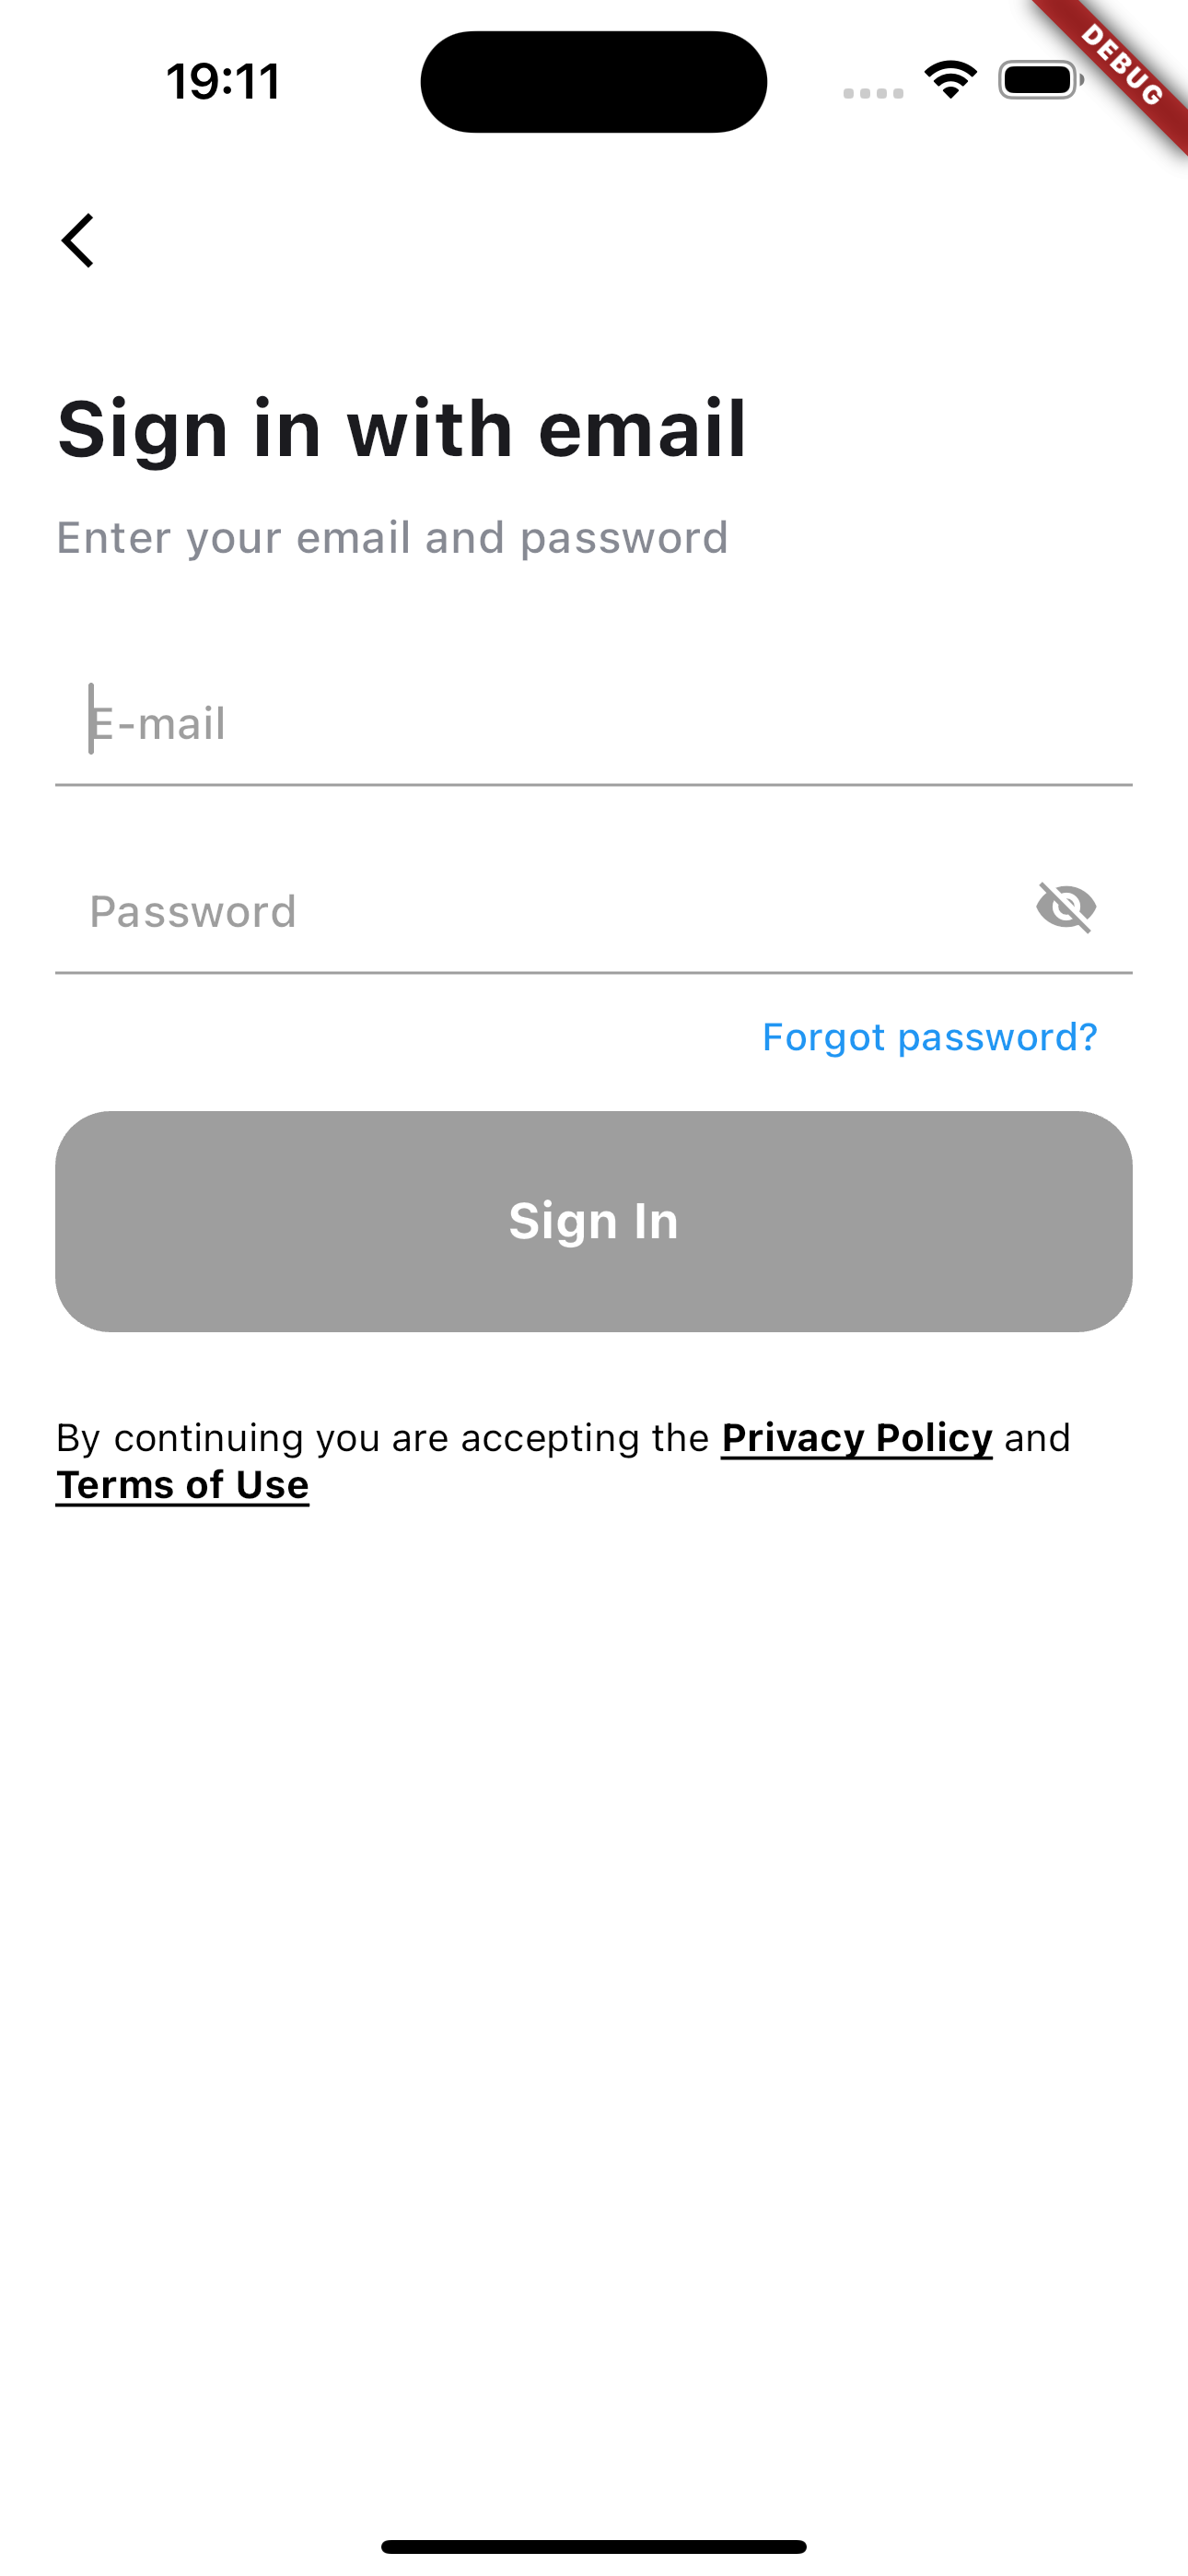 19:11
DEBUG
Sign in with email
Enter your email and password
E-mail
Password
Forgot password?
Sign In
By continuing you are accepting the Privacy Policy and
Terms of Use